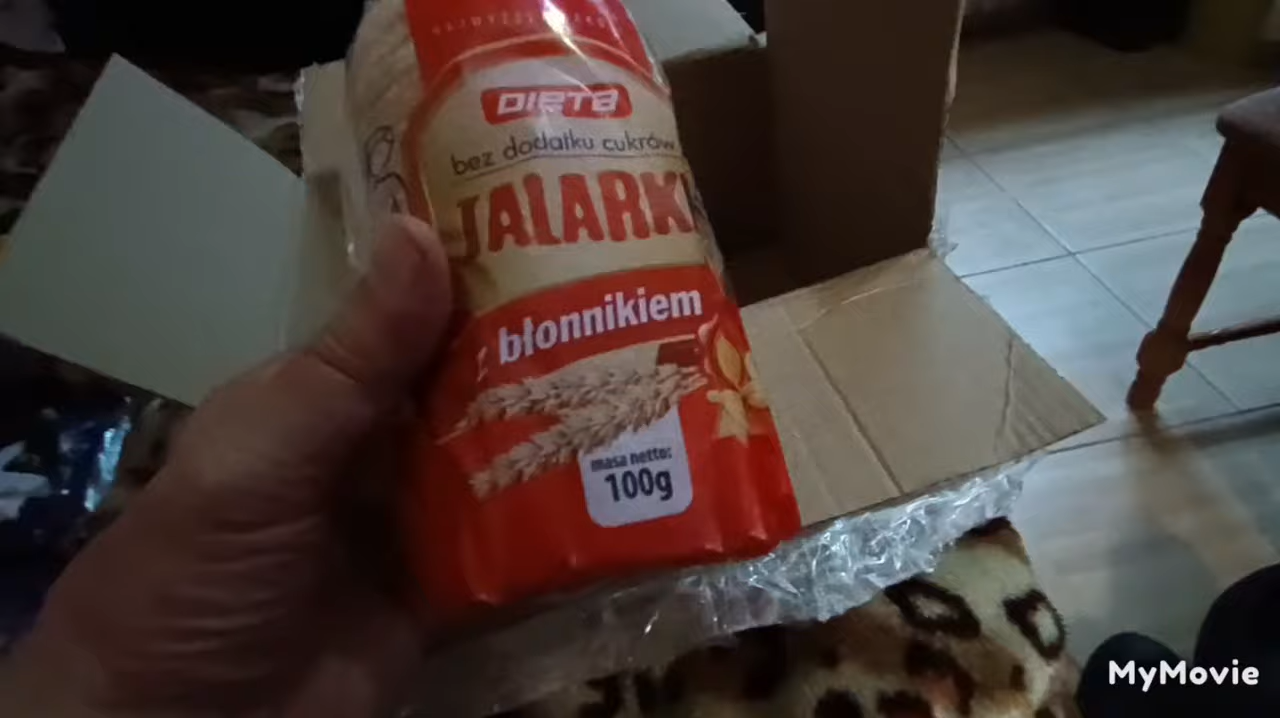 DIETA
bez dodatku cukrów
JALARKI
z błonnikiem
masa netto:
100g
MyMovie